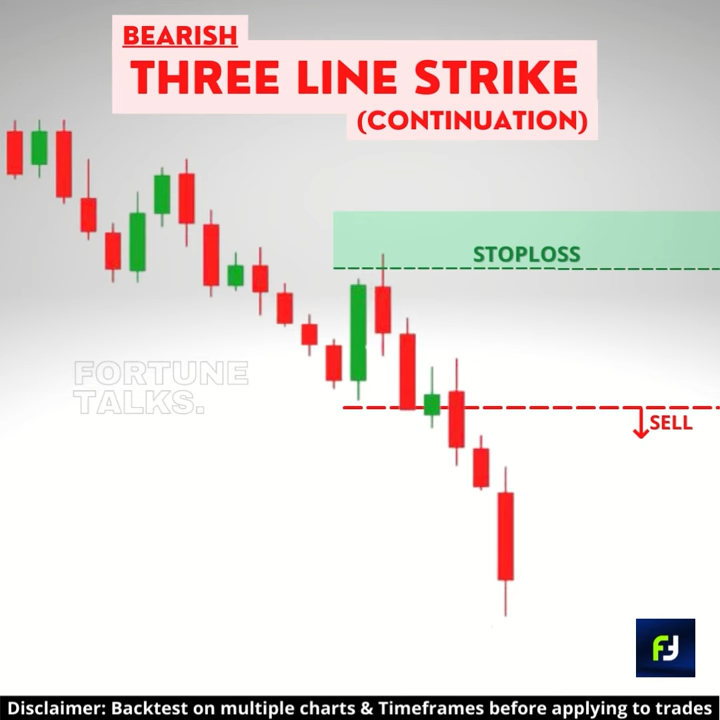 BEARISH
THREE LINE STRIKE
(CONTINUATION)
STOPLOSS
FORTUNE
TALKS.
SELL
Disclaimer: Backtest on multiple charts & Timeframes before applying to trades